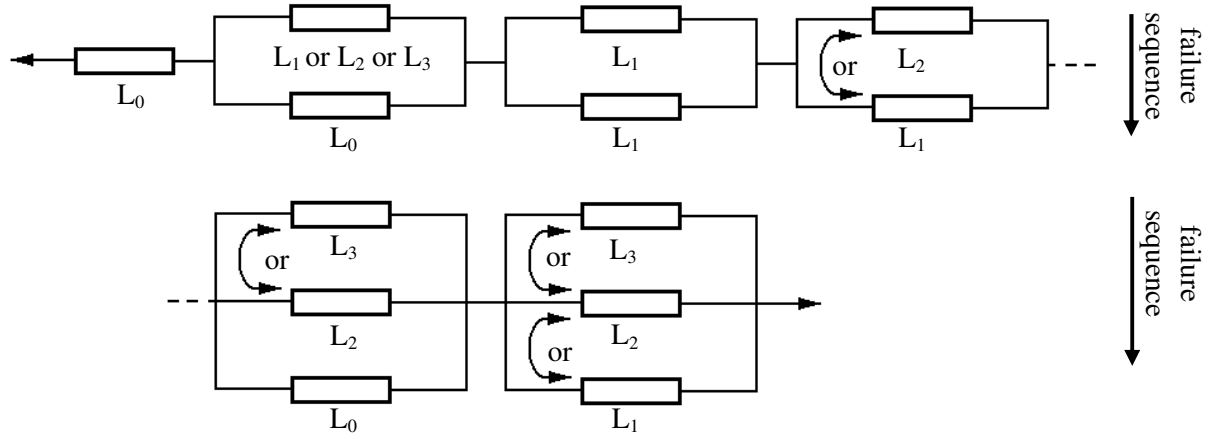 L₁ or L₂ or L₃
L₀
L₀
L₁
L₁
or
L₂
L₁
failure
sequence
or
L₃
L₂
L₀
or
L₃
L₂
or
L₁
failure
sequence